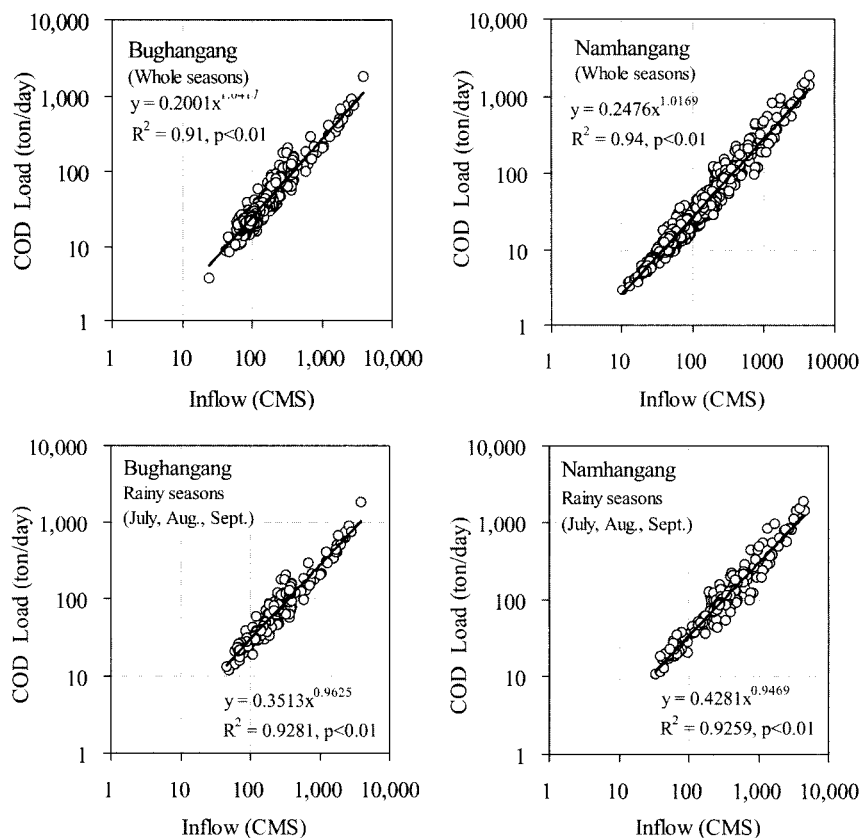 10,000
1,000
100
10
1
COD Load (ton/day)
Bughangang
(Whole seasons)
y = 0.2001x
R² = 0.91, p<0.01
1 10 100 1,000 10,000
Inflow (CMS)
10,000
1,000
100
10
1
COD Load (ton/day)
Namhangang
(Whole seasons)
y = 0.2476x^1.0169
R² = 0.94, p<0.01
1 10 100 1000 10000
Inflow (CMS)
10,000
1,000
100
10
1
COD Load (ton/day)
Bughangang
Rainy seasons
(July, Aug., Sept.)
y = 0.3513x^0.9625
R² = 0.9281, p<0.01
1 10 100 1,000 10,000
Inflow (CMS)
10,000
1,000
100
10
1
COD Load (ton/day)
Namhangang
Rainy seasons
(July, Aug., Sept.)
y = 0.4281x^0.9469
R² = 0.9259, p<0.01
1 10 100 1,000 10,000
Inflow (CMS)